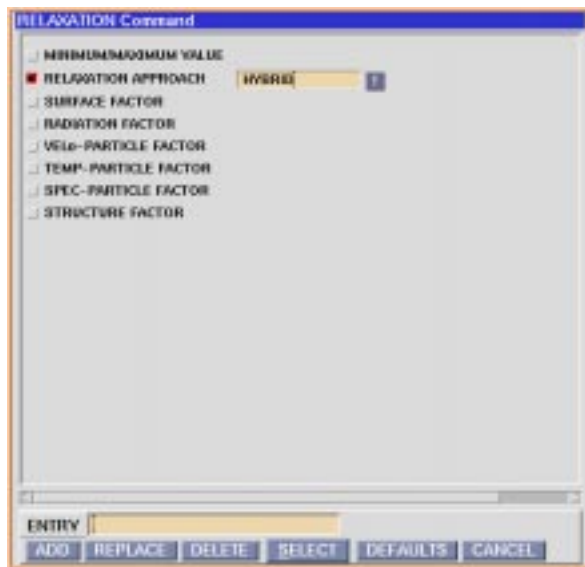 RELAXATION Command
MINIMUM/MAXIMUM VALUE
RELAXATION APPROACH HYBRID
SURFACE FACTOR
RADIATION FACTOR
VELo-PARTICLE FACTOR
TEMP-PARTICLE FACTOR
SPEC-PARTICLE FACTOR
STRUCTURE FACTOR
ENTRY
ADD REPLACE DELETE SELECT DEFAULTS CANCEL